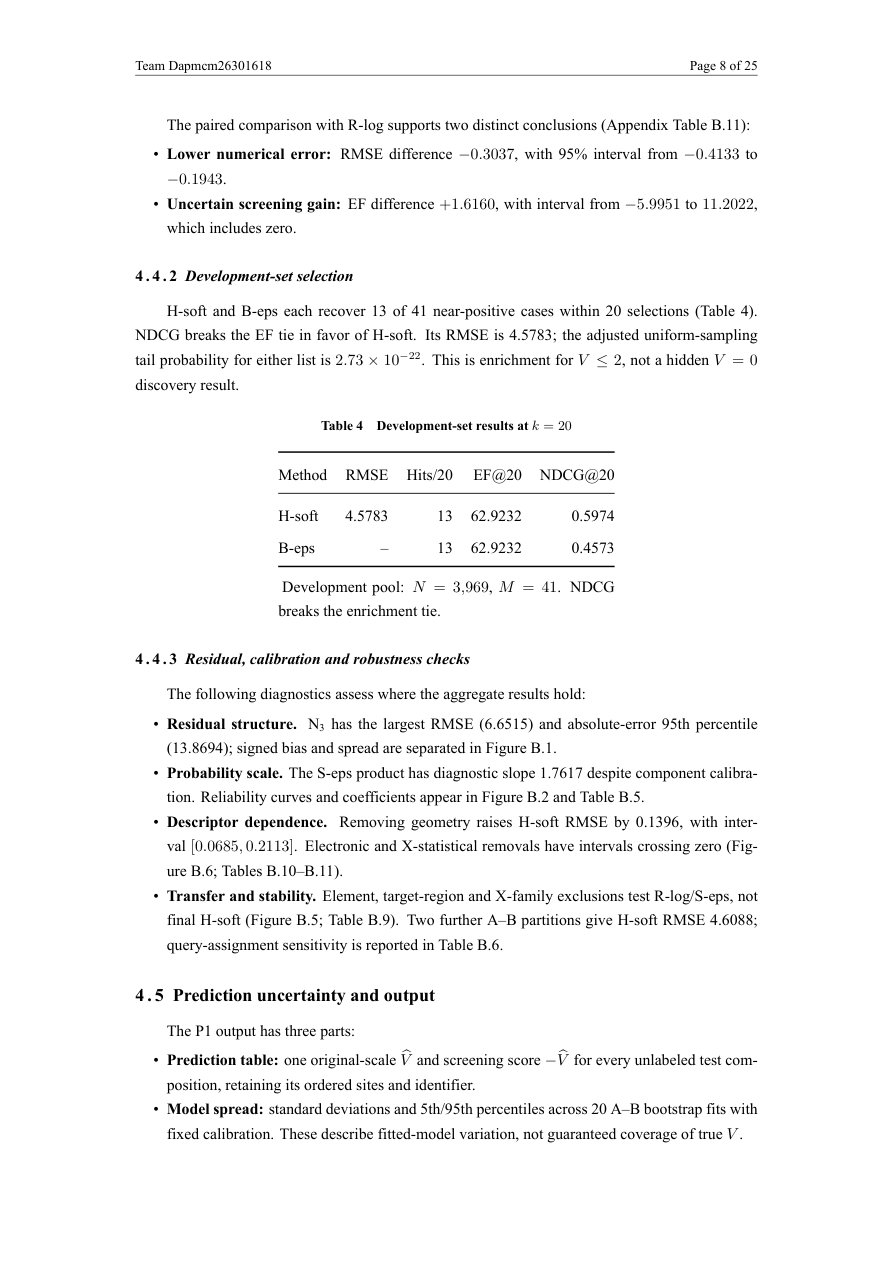 Team Dapmcm26301618 Page 8 of 25
The paired comparison with R-log supports two distinct conclusions (Appendix Table B.11):
• Lower numerical error: RMSE difference −0.3037, with 95% interval from −0.4133 to
−0.1943.
• Uncertain screening gain: EF difference +1.6160, with interval from −5.9951 to 11.2022,
which includes zero.
4.4.2 Development-set selection
H-soft and B-eps each recover 13 of 41 near-positive cases within 20 selections (Table 4).
NDCG breaks the EF tie in favor of H-soft. Its RMSE is 4.5783; the adjusted uniform-sampling
tail probability for either list is 2.73 × 10⁻²². This is enrichment for V ≤ 2, not a hidden V = 0
discovery result.
Table 4 Development-set results at k = 20
Method RMSE Hits/20 EF@20 NDCG@20
H-soft 4.5783 13 62.9232 0.5974
B-eps – 13 62.9232 0.4573
Development pool: N = 3,969, M = 41. NDCG
breaks the enrichment tie.
4.4.3 Residual, calibration and robustness checks
The following diagnostics assess where the aggregate results hold:
• Residual structure. N₃ has the largest RMSE (6.6515) and absolute-error 95th percentile
(13.8694); signed bias and spread are separated in Figure B.1.
• Probability scale. The S-eps product has diagnostic slope 1.7617 despite component calibra-
tion. Reliability curves and coefficients appear in Figure B.2 and Table B.5.
• Descriptor dependence. Removing geometry raises H-soft RMSE by 0.1396, with inter-
val [0.0685, 0.2113]. Electronic and X-statistical removals have intervals crossing zero (Fig-
ure B.6; Tables B.10–B.11).
• Transfer and stability. Element, target-region and X-family exclusions test R-log/S-eps, not
final H-soft (Figure B.5; Table B.9). Two further A–B partitions give H-soft RMSE 4.6088;
query-assignment sensitivity is reported in Table B.6.
4.5 Prediction uncertainty and output
The P1 output has three parts:
• Prediction table: one original-scale V̂ and screening score −V̂ for every unlabeled test com-
position, retaining its ordered sites and identifier.
• Model spread: standard deviations and 5th/95th percentiles across 20 A–B bootstrap fits with
fixed calibration. These describe fitted-model variation, not guaranteed coverage of true V.